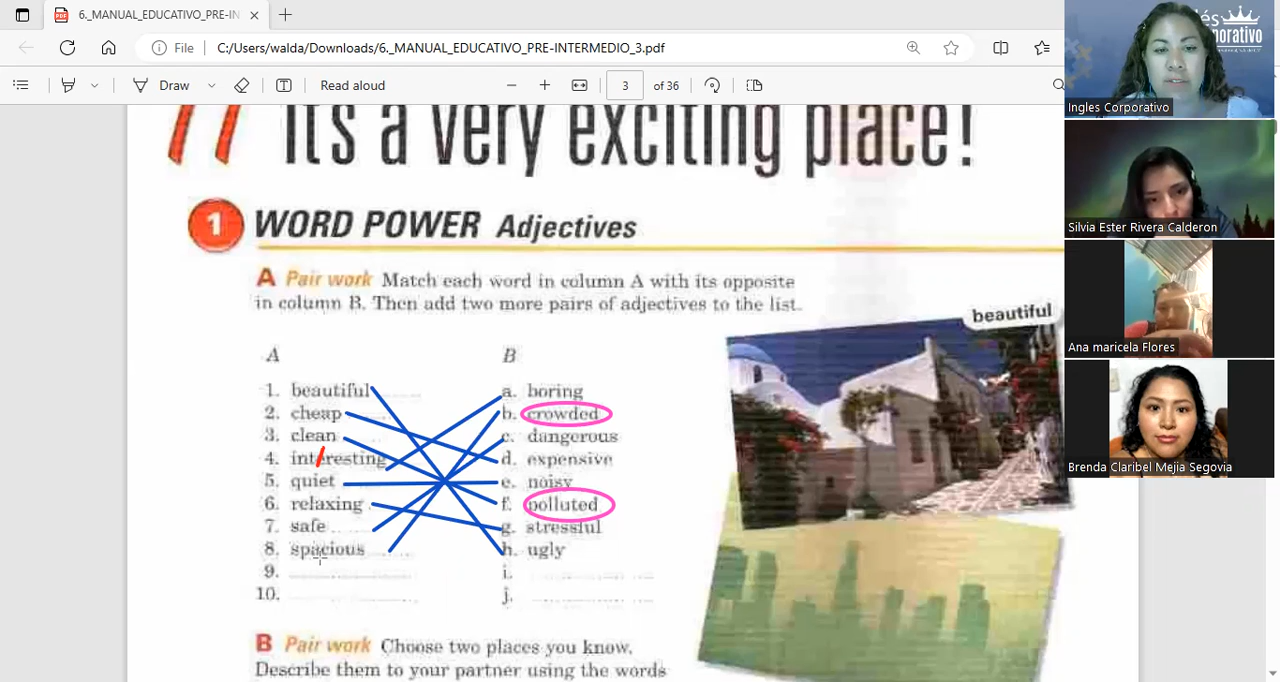 6._MANUAL_EDUCATIVO_PRE-IN
File C:/Users/walda/Downloads/6._MANUAL_EDUCATIVO_PRE-INTERMEDIO_3.pdf
Draw Read aloud 3 of 36
It's a very exciting place!
1 WORD POWER Adjectives
A Pair work Match each word in column A with its opposite
in column B. Then add two more pairs of adjectives to the list.
beautiful
A B
1. beautiful a. boring
2. cheap b. crowded
3. clean c. dangerous
4. interesting d. expensive
5. quiet e. noisy
6. relaxing f. polluted
7. safe g. stressful
8. spacious h. ugly
9. i.
10. j.
B Pair work Choose two places you know.
Describe them to your partner using the words
Ingles Corporativo
Silvia Ester Rivera Calderon
Ana maricela Flores
Brenda Claribel Mejia Segovia